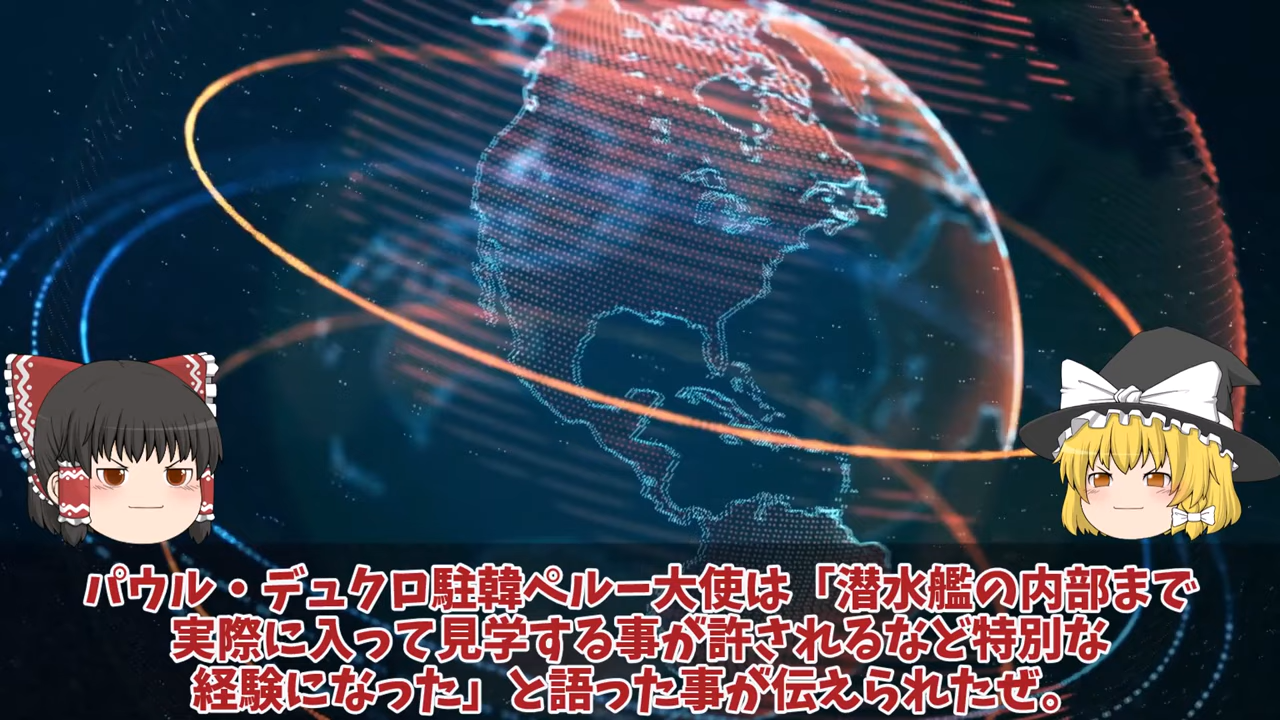 パウル・デュクロ駐韓ペルー大使は「潜水艦の内部まで
実際に入って見学する事が許されるなど特別な
経験になった」と語った事が伝えられたぜ。